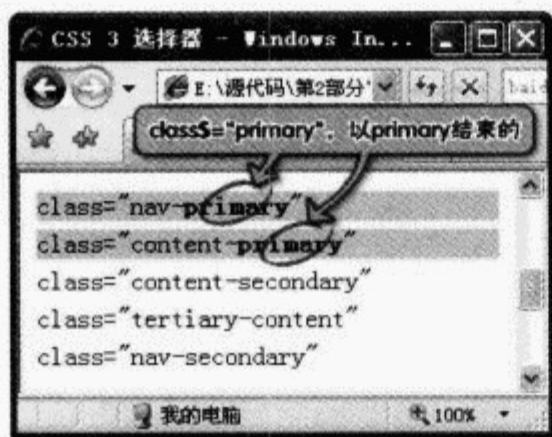 CSS 3 选择器 - Windows In...
E:\源代码\第2部分
class$="primary"，以primary结束的
class="nav-primary"
class="content-primary"
class="content-secondary"
class="tertiary-content"
class="nav-secondary"
我的电脑 100%